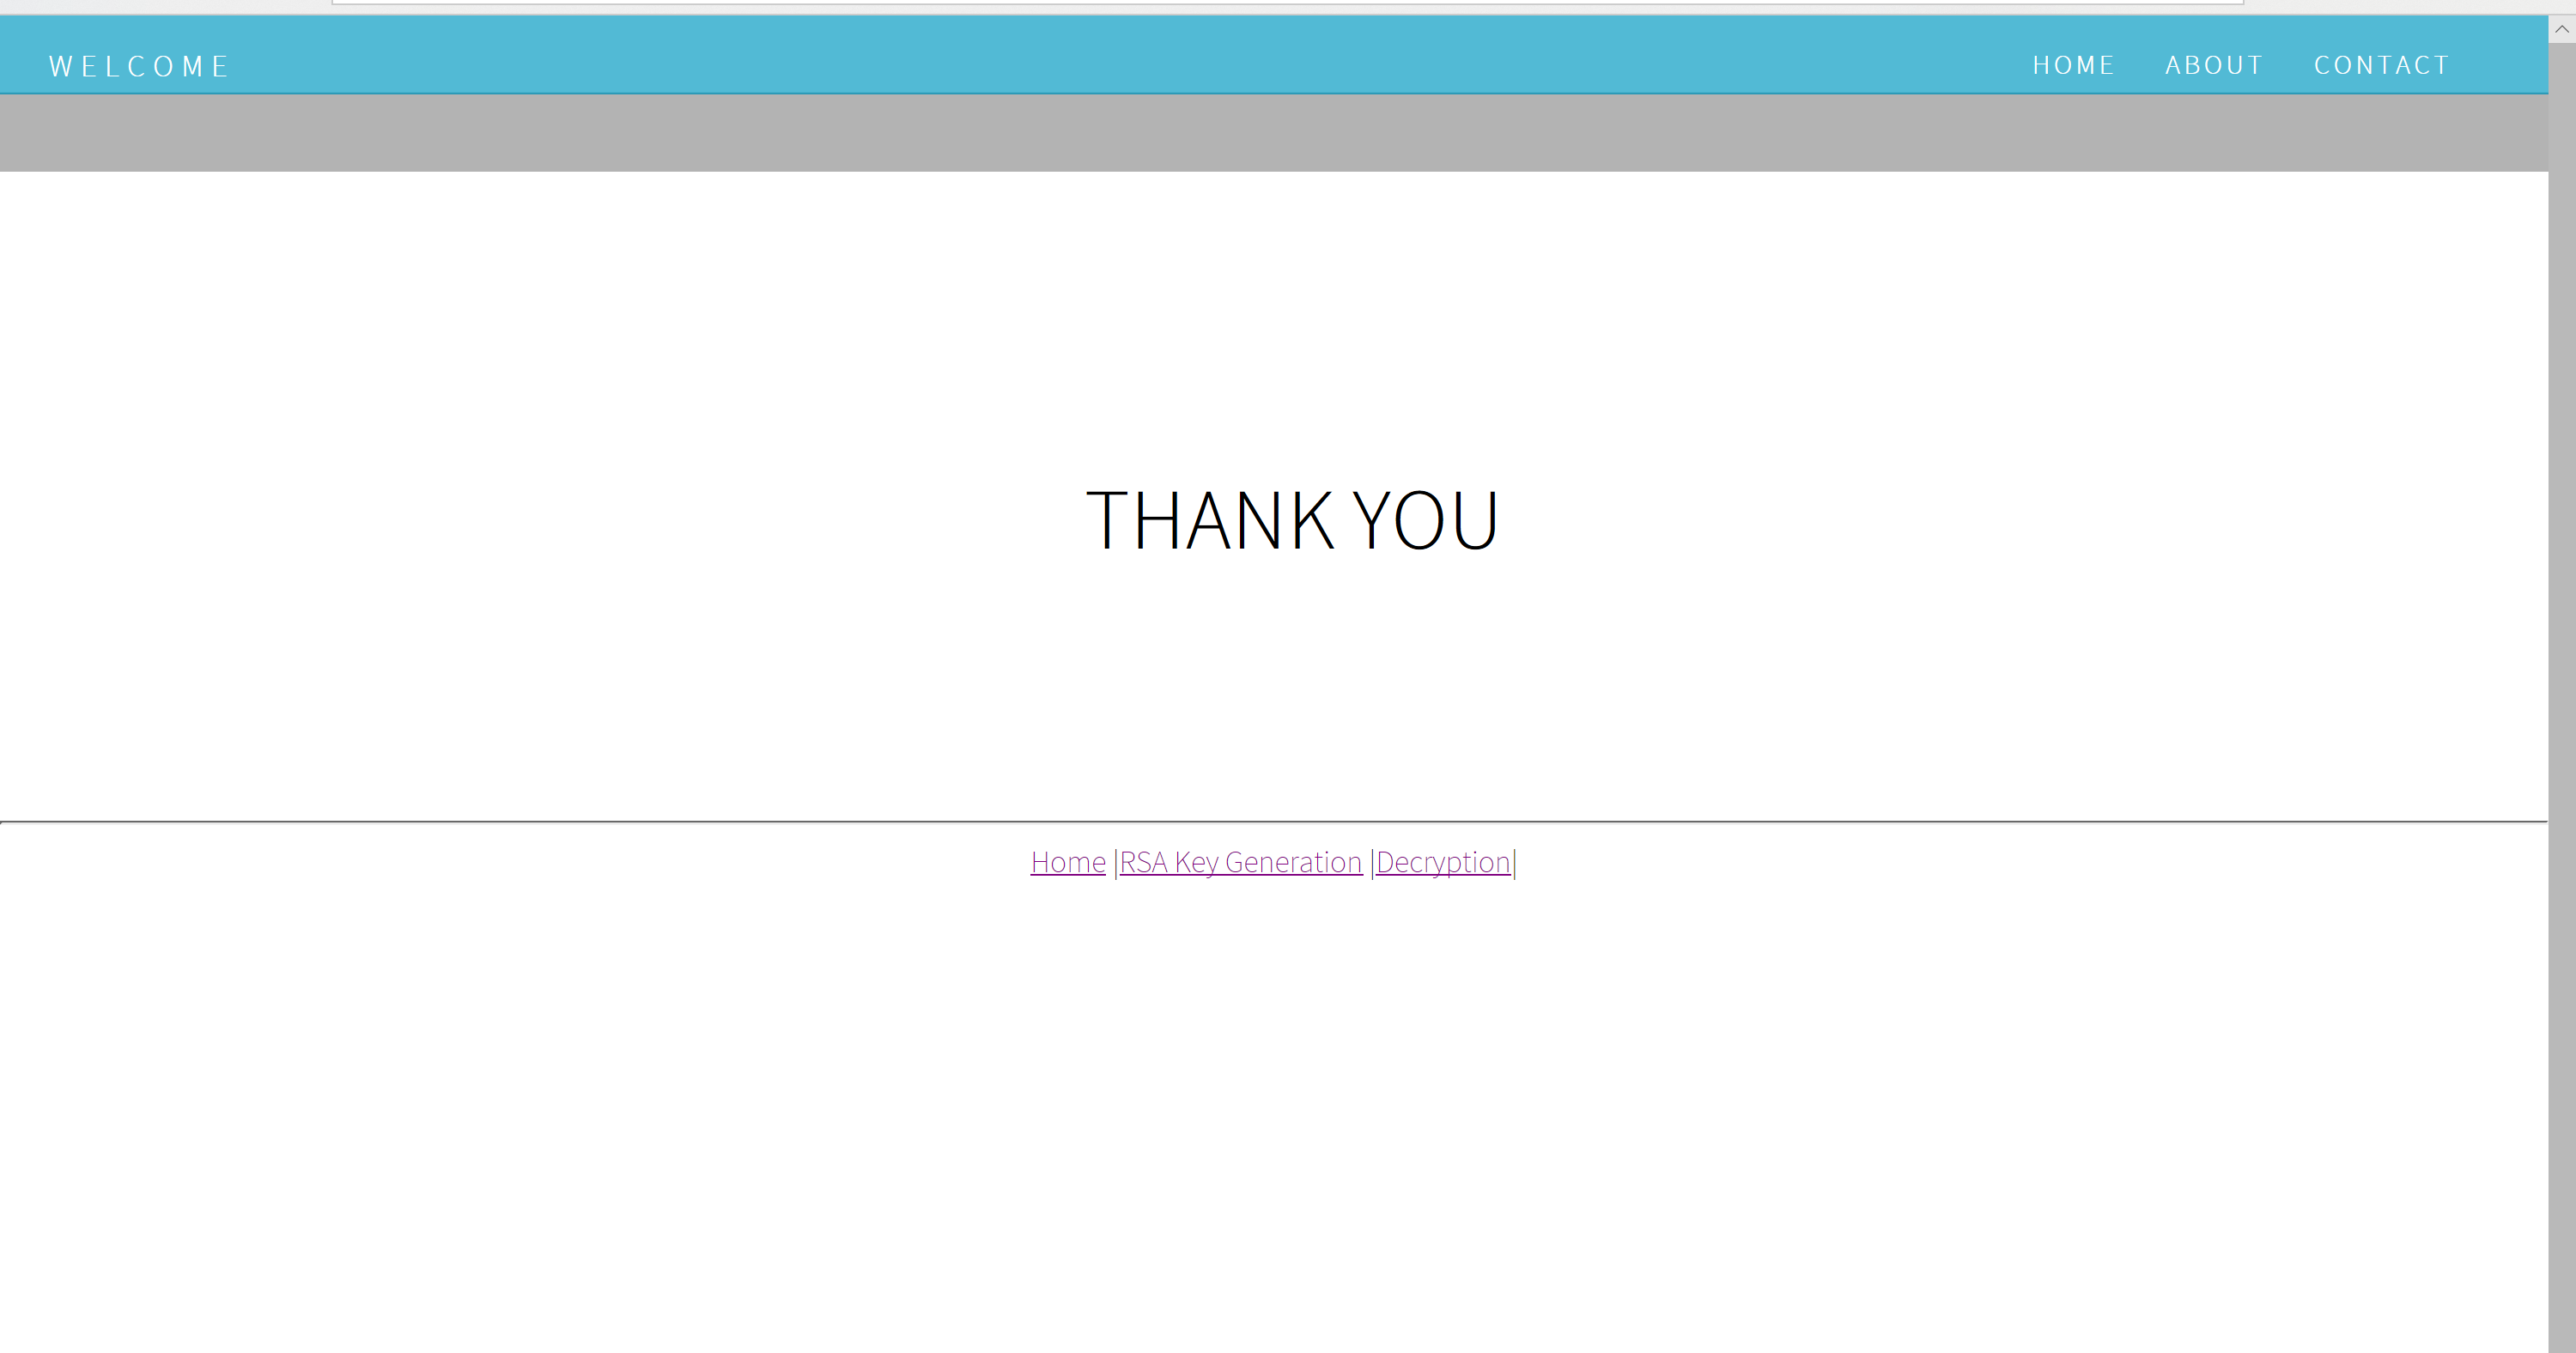 WELCOME HOME ABOUT CONTACT
THANK YOU
Home |RSA Key Generation |Decryption|